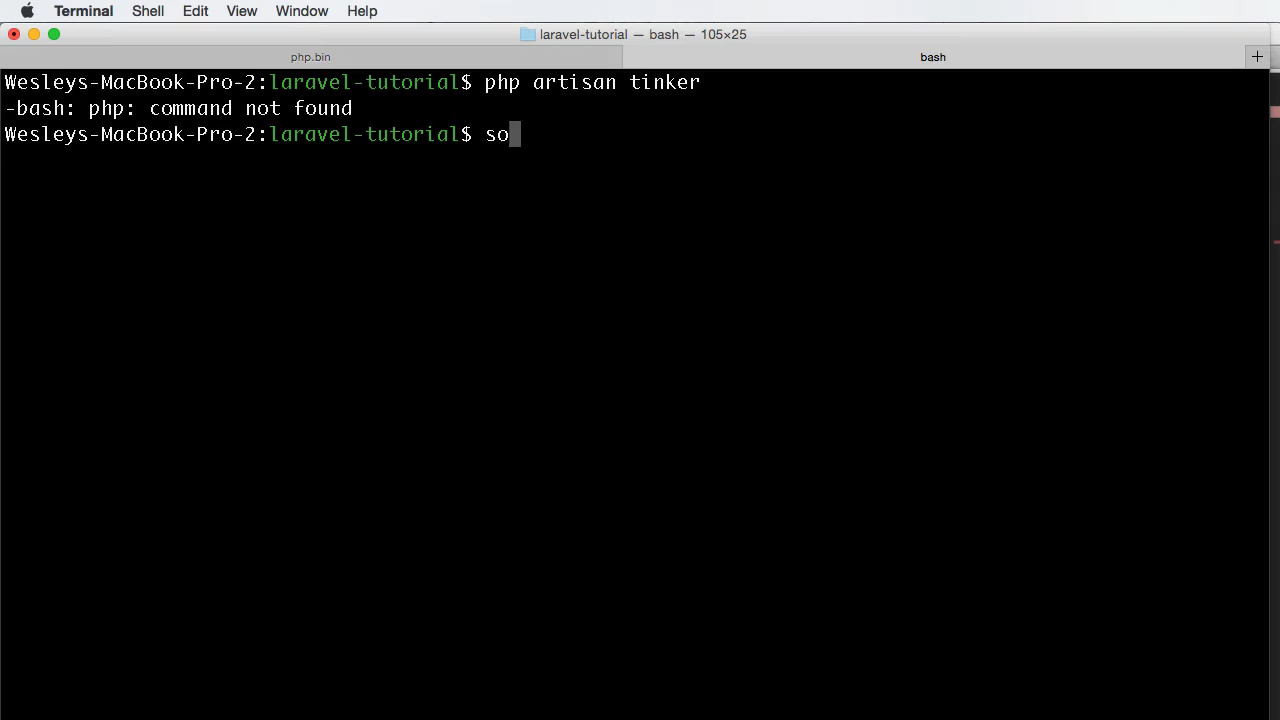 Terminal Shell Edit View Window Help
laravel-tutorial — bash — 105×25
php.bin bash +
Wesleys-MacBook-Pro-2:laravel-tutorial$ php artisan tinker
-bash: php: command not found
Wesleys-MacBook-Pro-2:laravel-tutorial$ so